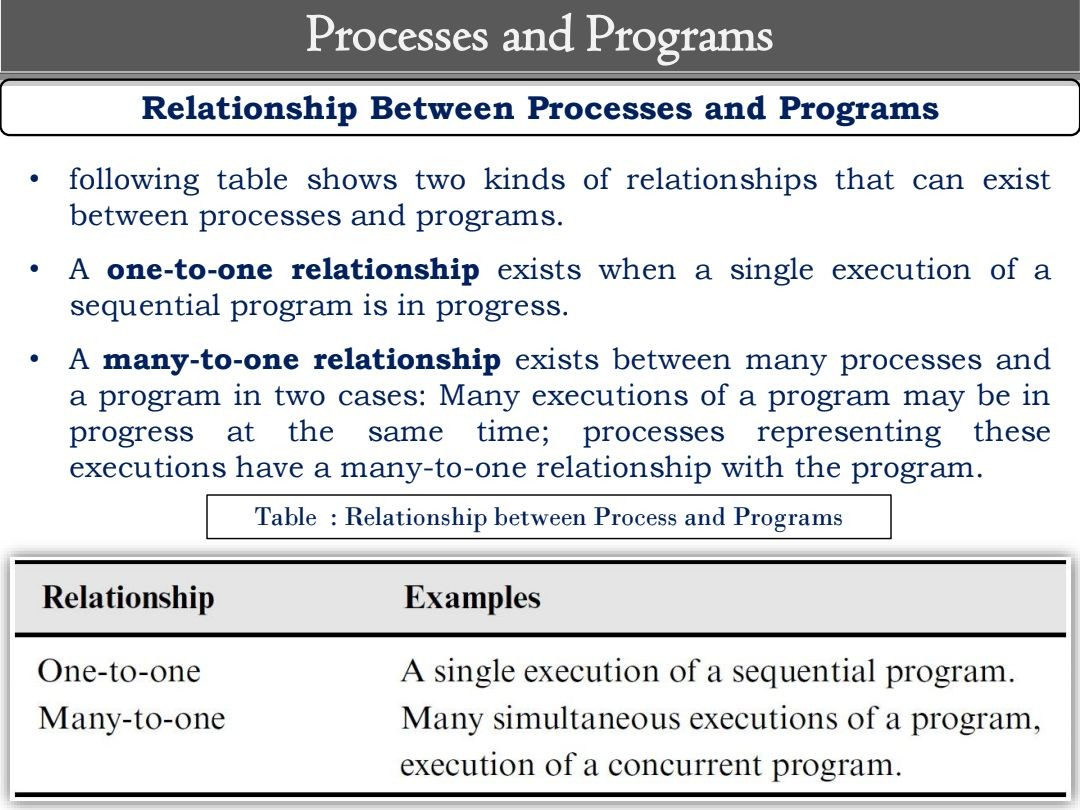 Processes and Programs
Relationship Between Processes and Programs
• following table shows two kinds of relationships that can exist
between processes and programs.
• A one-to-one relationship exists when a single execution of a
sequential program is in progress.
• A many-to-one relationship exists between many processes and
a program in two cases: Many executions of a program may be in
progress at the same time; processes representing these
executions have a many-to-one relationship with the program.
Table : Relationship between Process and Programs
Relationship Examples
One-to-one A single execution of a sequential program.
Many-to-one Many simultaneous executions of a program,
execution of a concurrent program.